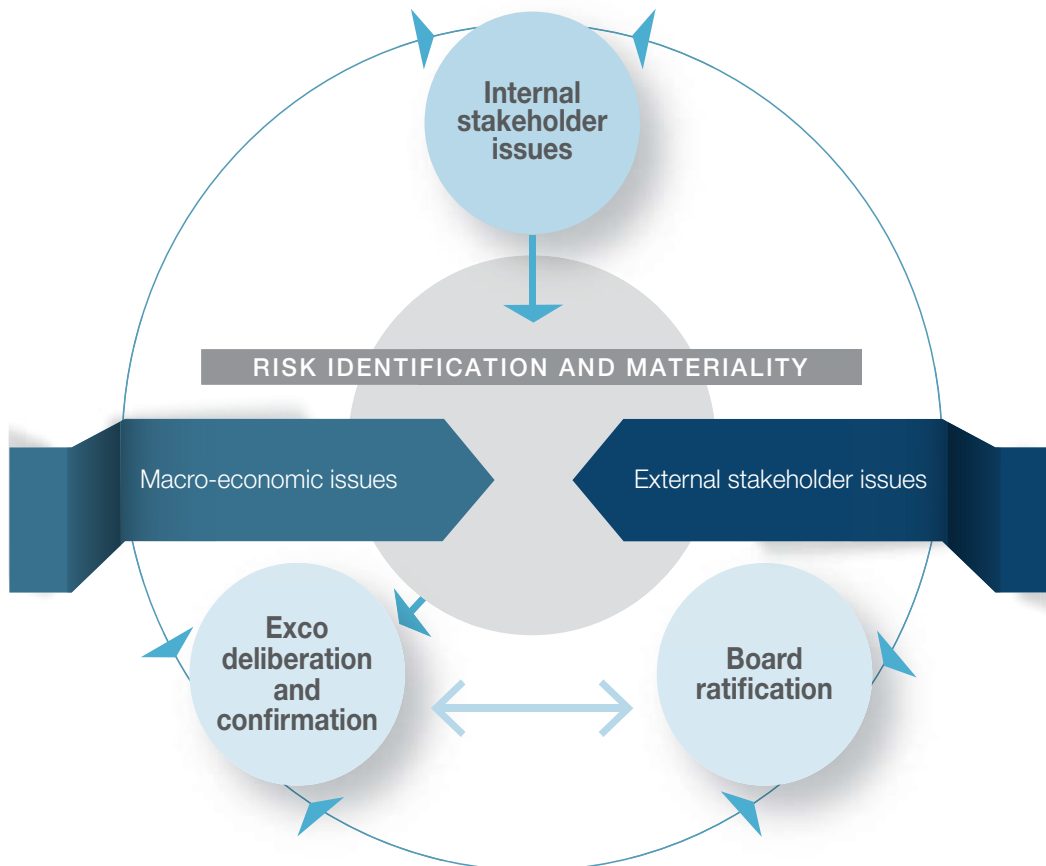 Internal
stakeholder
issues
RISK IDENTIFICATION AND MATERIALITY
Macro-economic issues
External stakeholder issues
Exco
deliberation
and
confirmation
Board
ratification